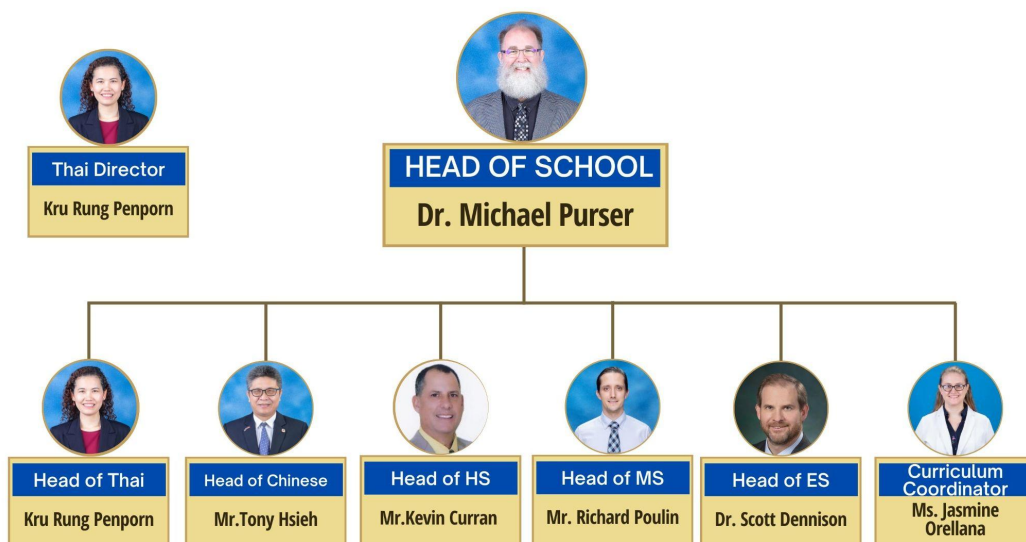 Thai Director
Kru Rung Penporn
HEAD OF SCHOOL
Dr. Michael Purser
Head of Thai
Kru Rung Penporn
Head of Chinese
Mr.Tony Hsieh
Head of HS
Mr.Kevin Curran
Head of MS
Mr. Richard Poulin
Head of ES
Dr. Scott Dennison
Curriculum
Coordinator
Ms. Jasmine
Orellana